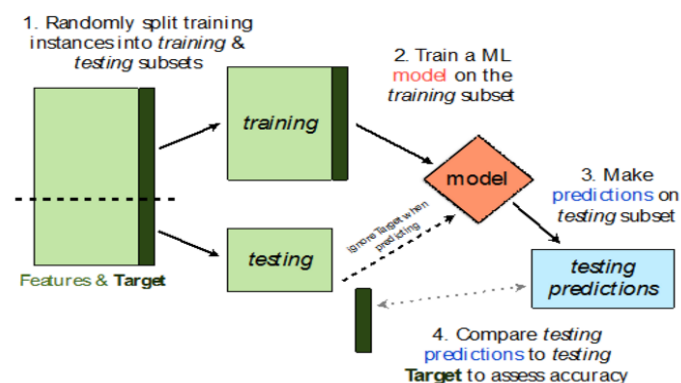 1. Randomly split training
instances into training &
testing subsets
2. Train a ML
model on the
training subset
training
model
3. Make
predictions on
testing subset
ignore Target when
predicting
testing
testing
predictions
Features & Target
4. Compare testing
predictions to testing
Target to assess accuracy